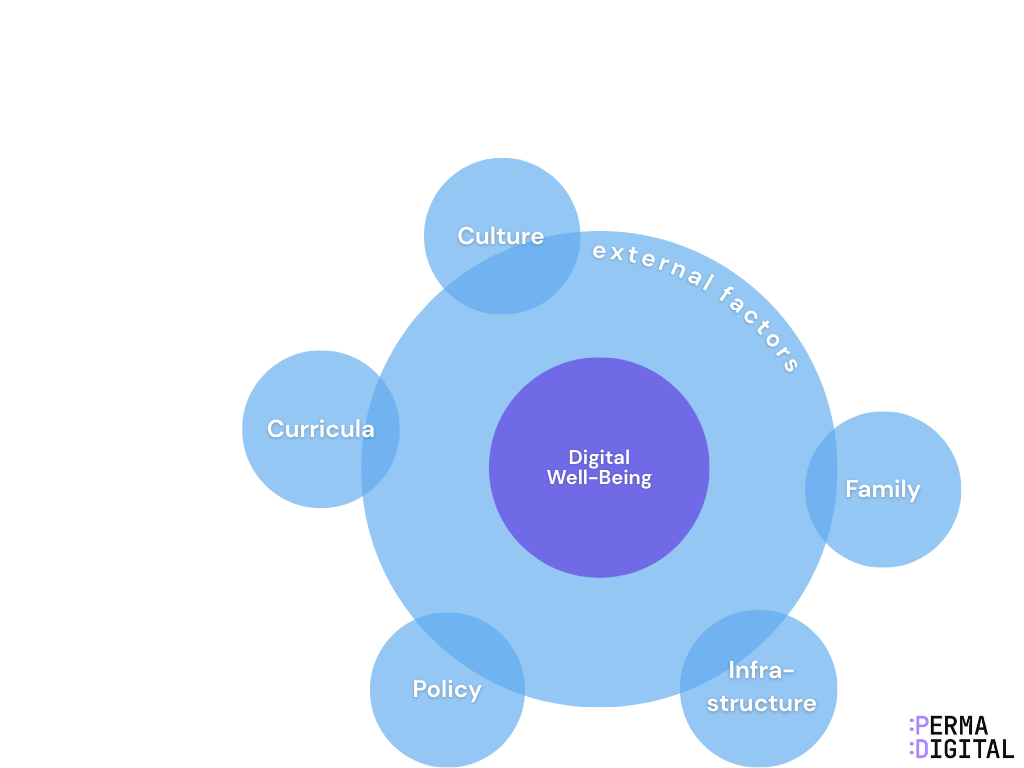 Culture
external factors
Curricula
Digital
Well-Being
Family
Infra-
structure
Policy
:PERMA
:DIGITAL